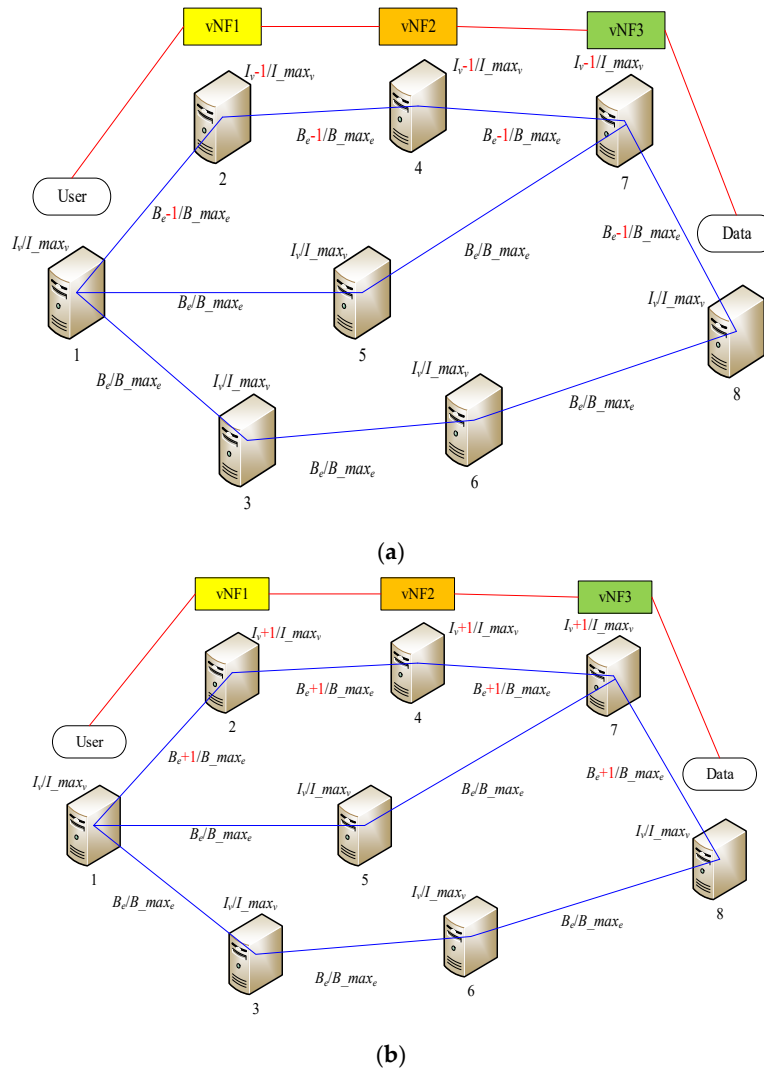 vNF1 vNF2 vNF3
I_v-1/I_max_v I_v-1/I_max_v I_v-1/I_max_v
B_e-1/B_max_e B_e-1/B_max_e
2 4 7
User
B_e-1/B_max_e
Data
B_e-1/B_max_e
I_v/I_max_v I_v/I_max_v B_e/B_max_e
I_v/I_max_v
B_e/B_max_e
1 5
B_e/B_max_e I_v/I_max_v I_v/I_max_v
B_e/B_max_e
8
B_e/B_max_e
3 6
(a)
vNF1 vNF2 vNF3
I_v+1/I_max_v I_v+1/I_max_v I_v+1/I_max_v
B_e+1/B_max_e B_e+1/B_max_e
2 4 7
User
B_e+1/B_max_e
B_e+1/B_max_e
Data
I_v/I_max_v I_v/I_max_v B_e/B_max_e
B_e/B_max_e
I_v/I_max_v
1 5
B_e/B_max_e I_v/I_max_v I_v/I_max_v
8
B_e/B_max_e
B_e/B_max_e
3 6
(b)